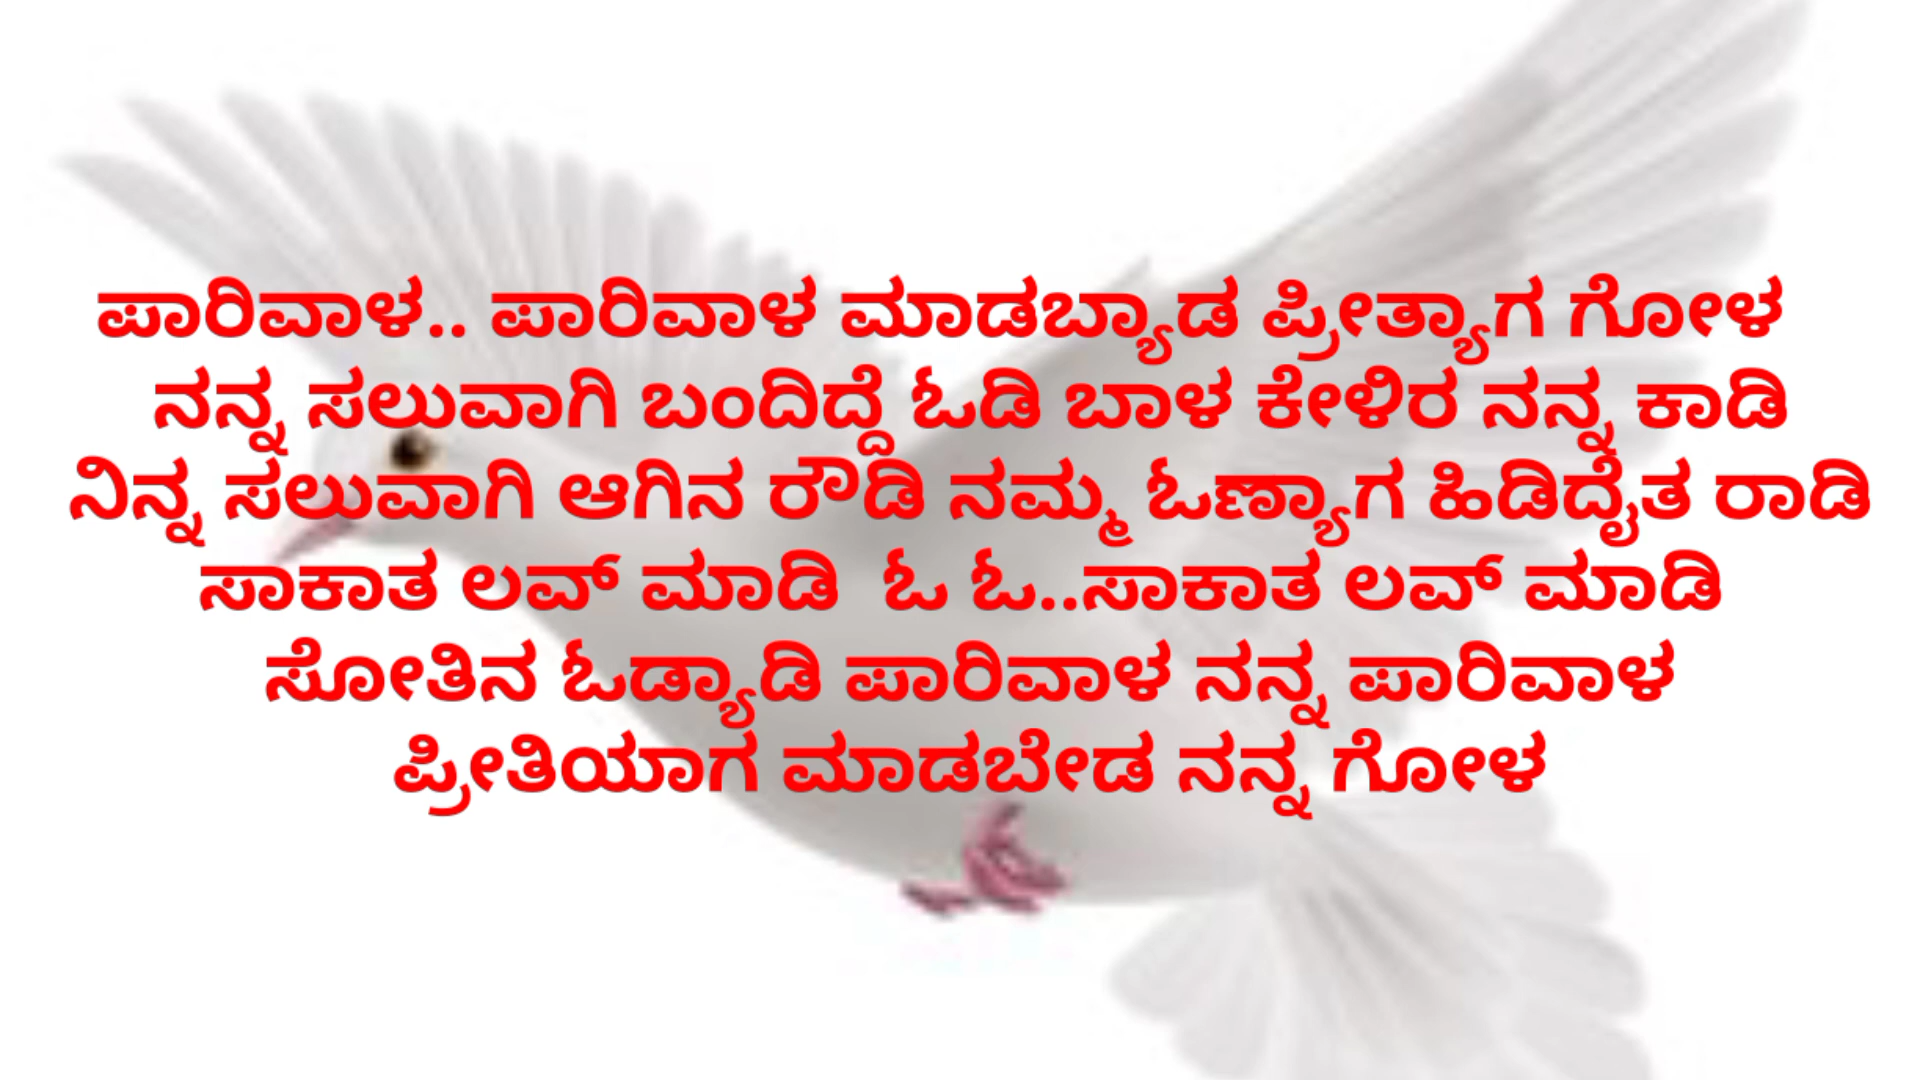 ಪಾರಿವಾಳ.. ಪಾರಿವಾಳ ಮಾಡಬ್ಯಾಡ ಪ್ರೀತ್ಯಾಗ ಗೋಳ
ನನ್ನ ಸಲುವಾಗಿ ಬಂದಿದ್ದೆ ಓಡಿ ಬಾಳ ಕೇಳಿರ ನನ್ನ ಕಾಡಿ
ನಿನ್ನ ಸಲುವಾಗಿ ಆಗಿನ ರೌಡಿ ನಮ್ಮ ಓಣ್ಯಾಗ ಹಿಡಿದೈತ ರಾಡಿ
ಸಾಕಾತ ಲವ್ ಮಾಡಿ ಓ ಓ..ಸಾಕಾತ ಲವ್ ಮಾಡಿ
ಸೋತಿನ ಓಡ್ಯಾಡಿ ಪಾರಿವಾಳ ನನ್ನ ಪಾರಿವಾಳ
ಪ್ರೀತಿಯಾಗ ಮಾಡಬೇಡ ನನ್ನ ಗೋಳ